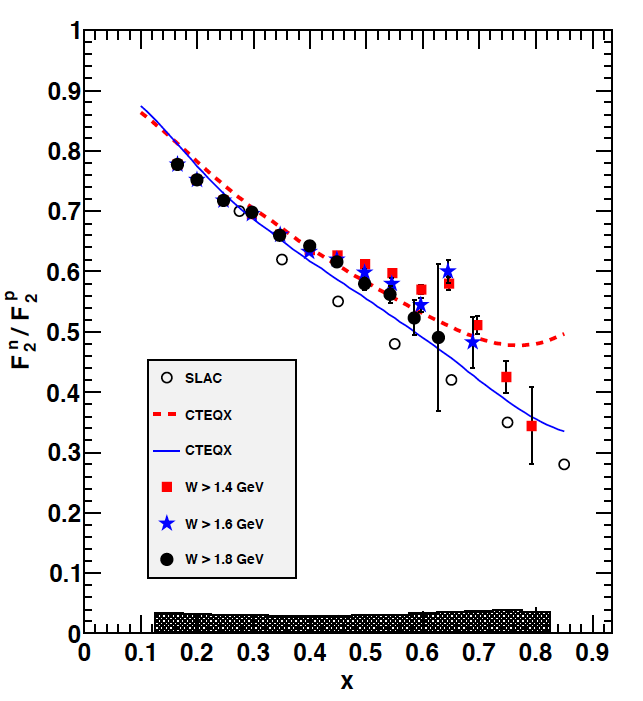 1
0.9
0.8
0.7
0.6
0.5
0.4
0.3
0.2
0.1
0
F₂ⁿ / F₂ᵖ
SLAC
CTEQX
CTEQX
W > 1.4 GeV
W > 1.6 GeV
W > 1.8 GeV
0 0.1 0.2 0.3 0.4 0.5 0.6 0.7 0.8 0.9
x